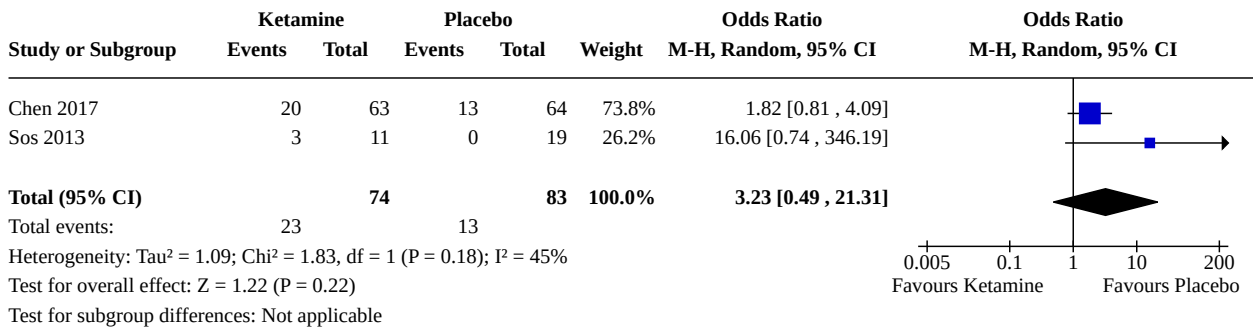 Ketamine Placebo Odds Ratio Odds Ratio
Study or Subgroup Events Total Events Total Weight M-H, Random, 95% CI M-H, Random, 95% CI
Chen 2017 20 63 13 64 73.8% 1.82 [0.81 , 4.09]
Sos 2013 3 11 0 19 26.2% 16.06 [0.74 , 346.19]
Total (95% CI) 74 83 100.0% 3.23 [0.49 , 21.31]
Total events: 23 13
Heterogeneity: Tau² = 1.09; Chi² = 1.83, df = 1 (P = 0.18); I² = 45%
0.005 0.1 1 10 200
Test for overall effect: Z = 1.22 (P = 0.22) Favours Ketamine Favours Placebo
Test for subgroup differences: Not applicable